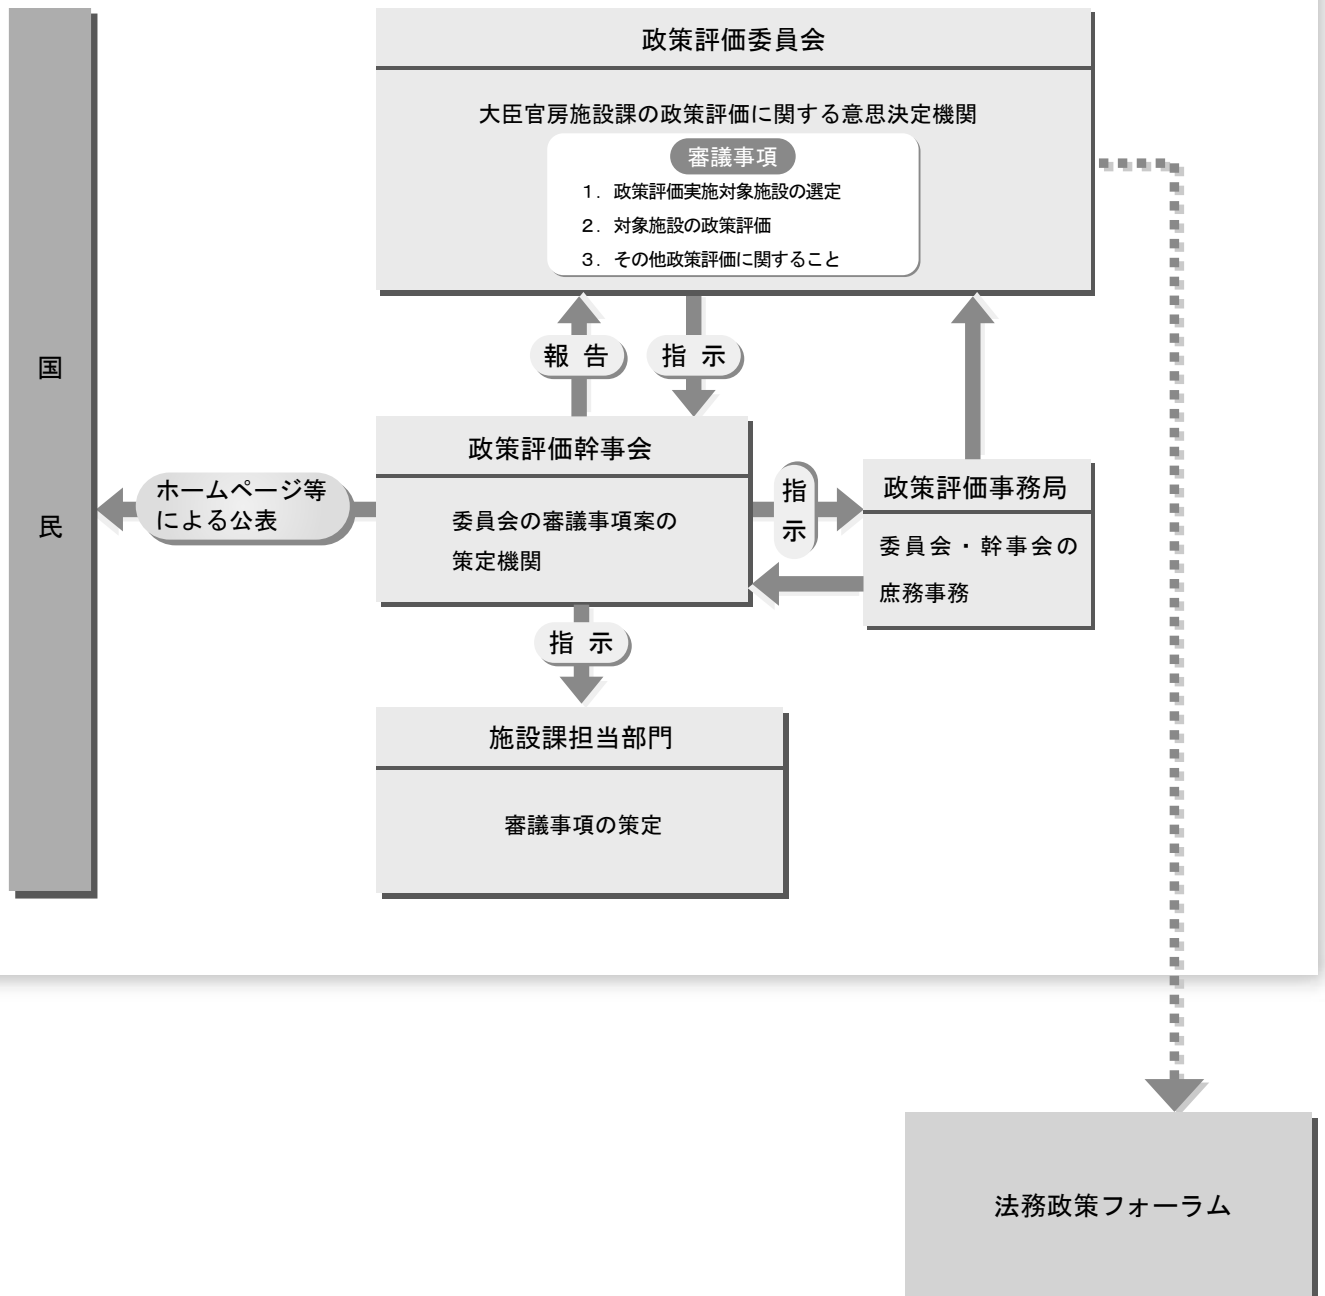 政策評価委員会
大臣官房施設課の政策評価に関する意思決定機関
審議事項
1．政策評価実施対象施設の選定
2．対象施設の政策評価
3．その他政策評価に関すること
報 告
指 示
国
民
ホームページ等
による公表
政策評価幹事会
委員会の審議事項案の
策定機関
指
示
政策評価事務局
委員会・幹事会の
庶務事務
指 示
施設課担当部門
審議事項の策定
法務政策フォーラム